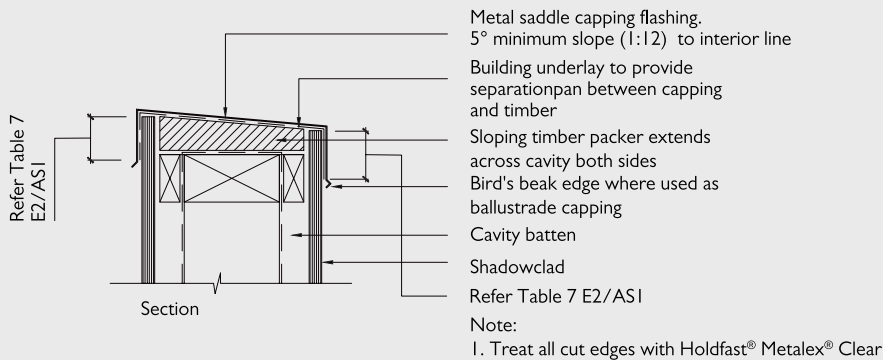 Metal saddle capping flashing.
5° minimum slope (1:12) to interior line
Building underlay to provide
separationpan between capping
and timber
Sloping timber packer extends
across cavity both sides
Bird's beak edge where used as
ballustrade capping
Cavity batten
Shadowclad
Refer Table 7 E2/AS1
Note:
1. Treat all cut edges with Holdfast® Metalex® Clear
Refer Table 7
E2/AS1
Section